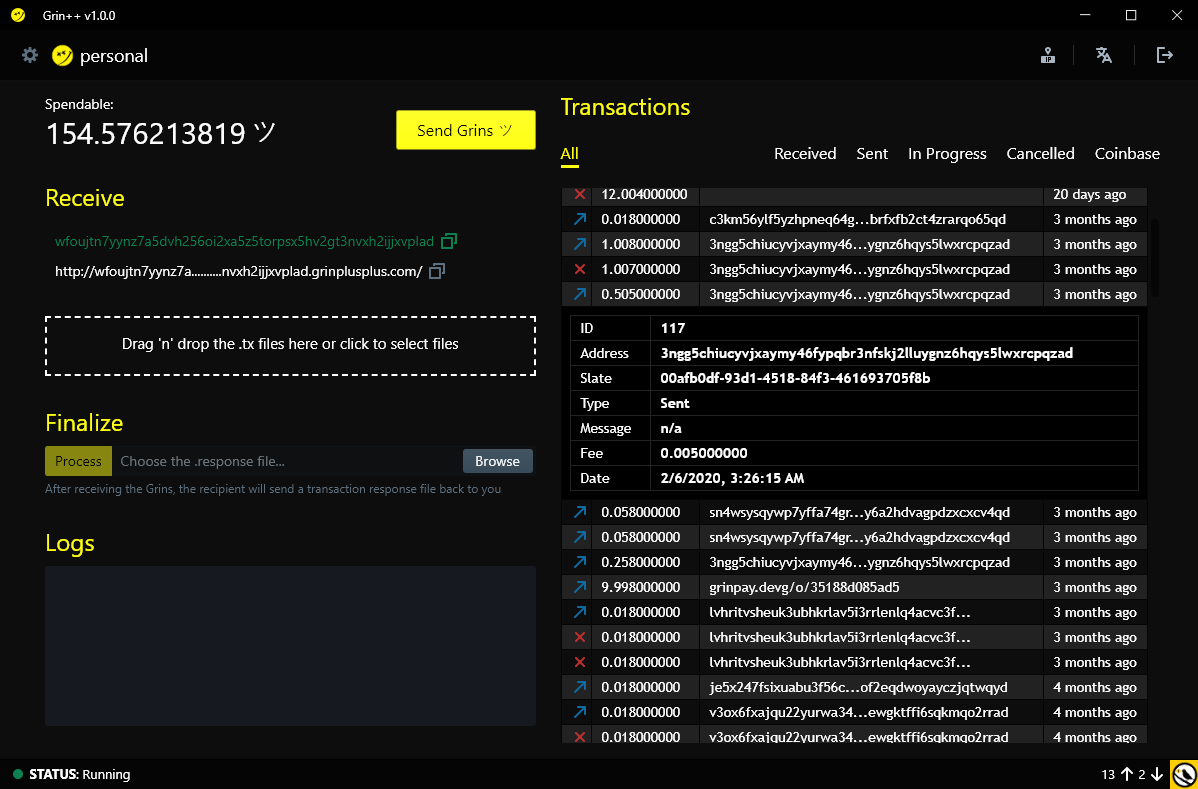 Grin++ v1.0.0
personal
Spendable:
154.576213819 ツ
Send Grins ツ
Receive
wfoujtn7yynz7a5dvh256oi2xa5z5torpsx5hv2gt3nvxh2ijjxvplad
http://wfoujtn7yynz7a..........nvxh2ijjxvplad.grinplusplus.com/
Drag 'n' drop the .tx files here or click to select files
Finalize
Process Choose the .response file... Browse
After receiving the Grins, the recipient will send a transaction response file back to you
Logs
Transactions
All Received Sent In Progress Cancelled Coinbase
12.004000000 20 days ago
0.018000000 c3km56ylf5yzhpneq64g...brfxfb2ct4zrarqo65qd 3 months ago
1.008000000 3ngg5chiucyvjxaymy46...ygnz6hqys5lwxrcpqzad 3 months ago
1.007000000 3ngg5chiucyvjxaymy46...ygnz6hqys5lwxrcpqzad 3 months ago
0.505000000 3ngg5chiucyvjxaymy46...ygnz6hqys5lwxrcpqzad 3 months ago
ID 117
Address 3ngg5chiucyvjxaymy46fypqbr3nfskj2lluygnz6hqys5lwxrcpqzad
Slate 00afb0df-93d1-4518-84f3-461693705f8b
Type Sent
Message n/a
Fee 0.005000000
Date 2/6/2020, 3:26:15 AM
0.058000000 sn4wsysqywp7yffa74gr...y6a2hdvagpdzxcxcv4qd 3 months ago
0.058000000 sn4wsysqywp7yffa74gr...y6a2hdvagpdzxcxcv4qd 3 months ago
0.258000000 3ngg5chiucyvjxaymy46...ygnz6hqys5lwxrcpqzad 3 months ago
9.998000000 grinpay.devg/o/35188d085ad5 3 months ago
0.018000000 lvhritvsheuk3ubhkrlav5i3rrlenlq4acvc3f... 3 months ago
0.018000000 lvhritvsheuk3ubhkrlav5i3rrlenlq4acvc3f... 3 months ago
0.018000000 lvhritvsheuk3ubhkrlav5i3rrlenlq4acvc3f... 3 months ago
0.018000000 je5x247fsixuabu3f56c...of2eqdwoyayczjqtwqyd 4 months ago
0.018000000 v3ox6fxajqu22yurwa34...ewgktffi6sqkmqo2rrad 4 months ago
0.018000000 v3ox6fxajqu22yurwa34...ewgktffi6sqkmqo2rrad 4 months ago
STATUS: Running
13 2